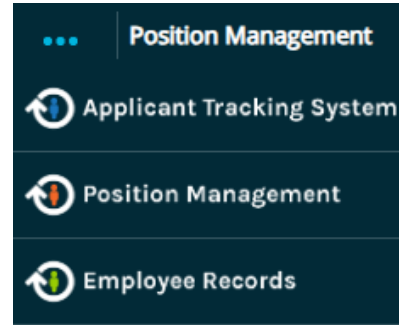 Position Management
Applicant Tracking System
Position Management
Employee Records